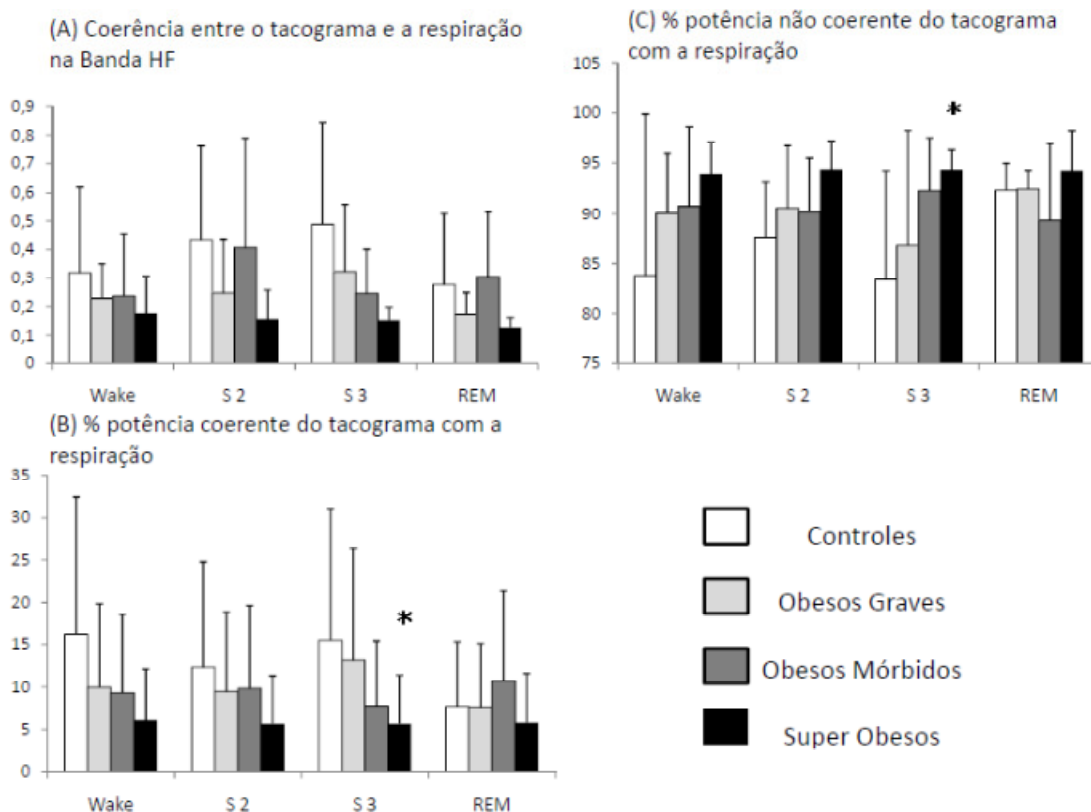 (A) Coerência entre o tacograma e a respiração
na Banda HF
0,9
0,8
0,7
0,6
0,5
0,4
0,3
0,2
0,1
0
Wake S 2 S 3 REM
(C) % potência não coerente do tacograma
com a respiração
105
100
95
90
85
80
75
*
Wake S 2 S 3 REM
(B) % potência coerente do tacograma com a
respiração
35
30
25
20
15
10
5
0
*
Wake S 2 S 3 REM
Controles
Obesos Graves
Obesos Mórbidos
Super Obesos